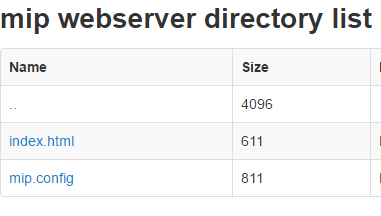 mip webserver directory list
Name Size
.. 4096
index.html 611
mip.config 811